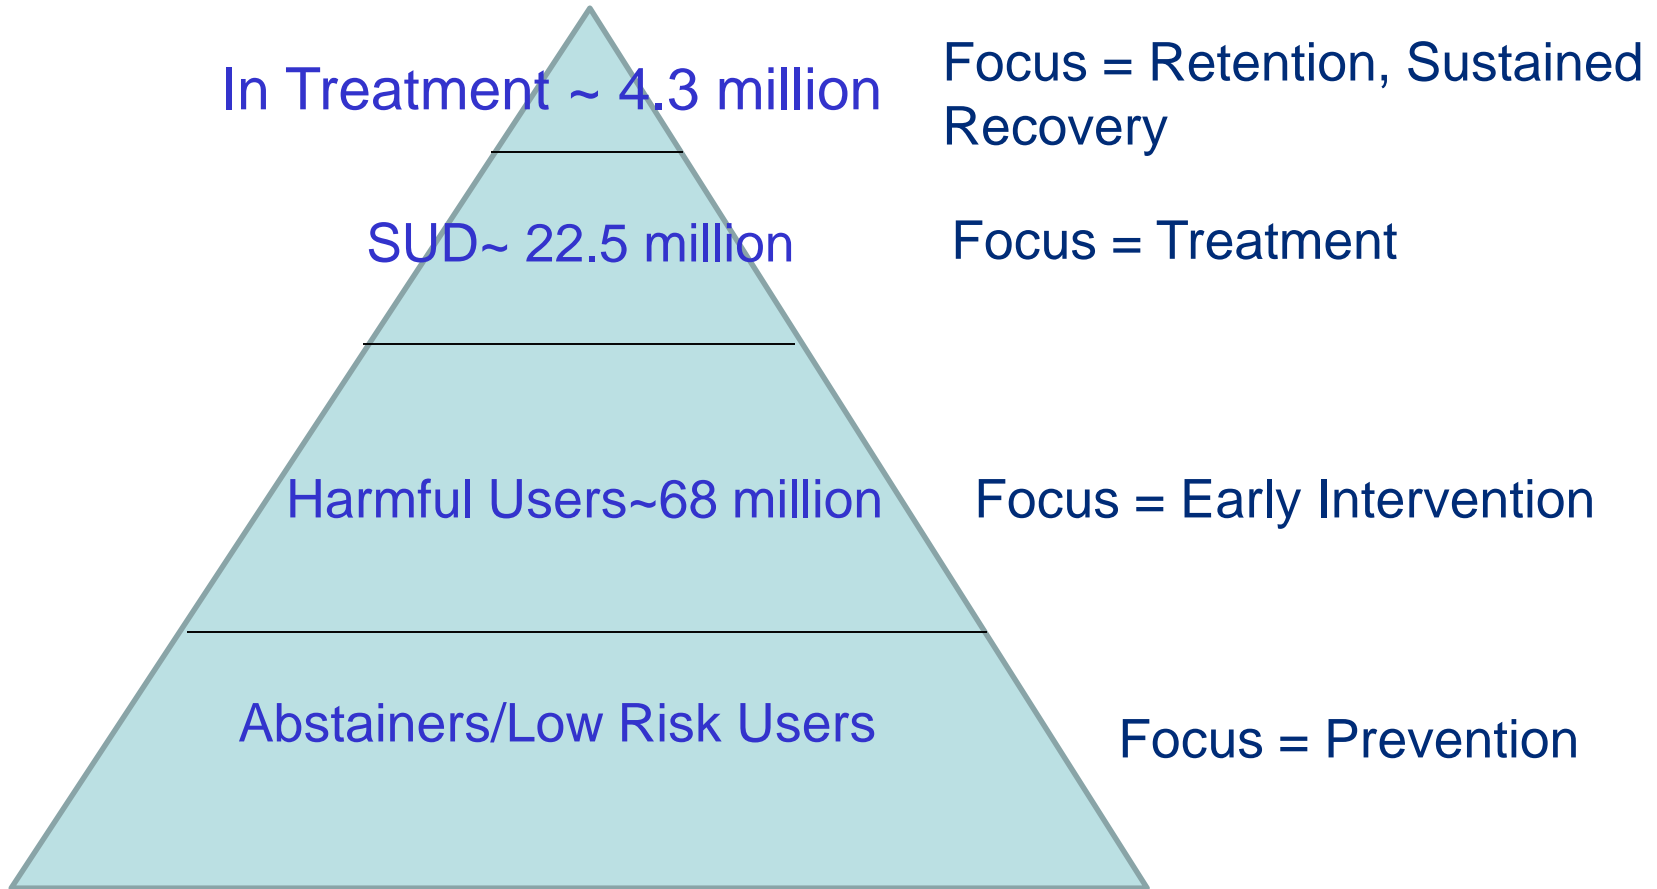 In Treatment ~ 4.3 million
Focus = Retention, Sustained
Recovery
SUD~ 22.5 million
Focus = Treatment
Harmful Users~68 million
Focus = Early Intervention
Abstainers/Low Risk Users
Focus = Prevention